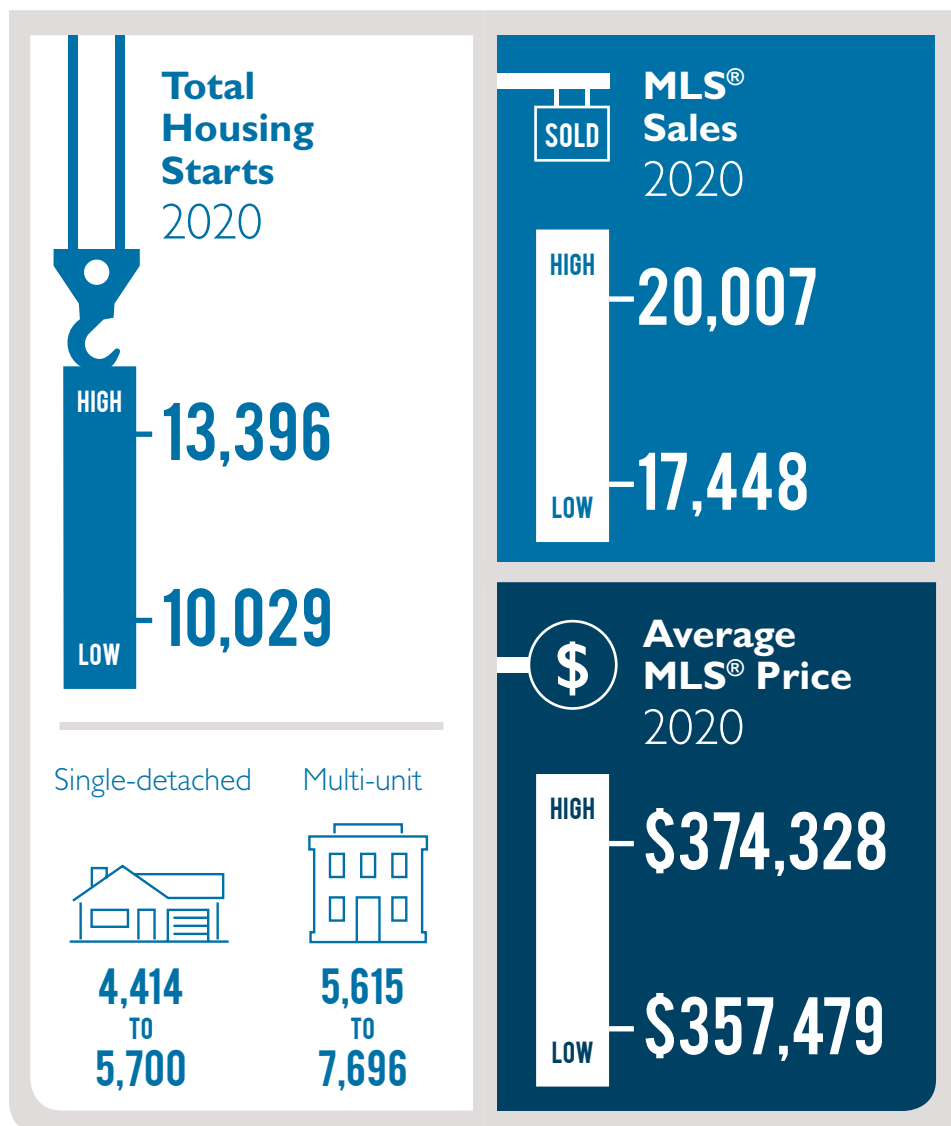 Total
Housing
Starts
2020
HIGH
13,396
10,029
LOW
Single-detached
4,414
TO
5,700
Multi-unit
5,615
TO
7,696
SOLD
MLS®
Sales
2020
HIGH
20,007
17,448
LOW
$
Average
MLS® Price
2020
HIGH
$374,328
$357,479
LOW